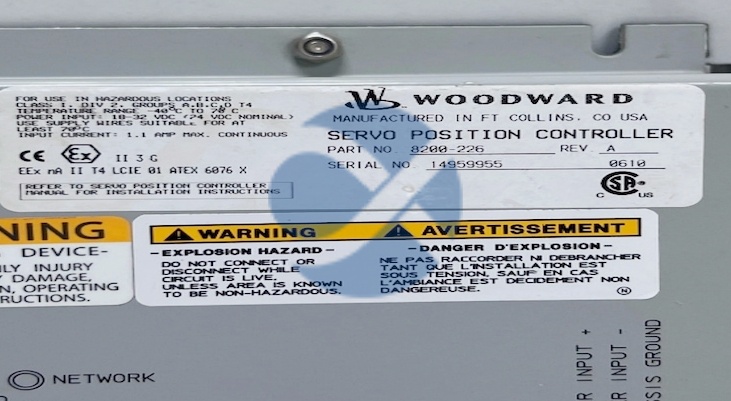 FOR USE IN HAZARDOUS LOCATIONS
CLASS I, DIV 2, GROUPS A,B,C,D T4
TEMPERATURE RANGE -40°C TO 70°C
POWER INPUT: 18-32 VDC (24 VDC NOMINAL)
USE SUPPLY WIRES SUITABLE FOR AT
LEAST 70°C
INPUT CURRENT: 1.1 AMP MAX. CONTINUOUS
CE Ex II 3 G
EEx nA II T4 LCIE 01 ATEX 6076 X
REFER TO SERVO POSITION CONTROLLER
MANUAL FOR INSTALLATION INSTRUCTIONS
WOODWARD
MANUFACTURED IN FT COLLINS, CO USA
SERVO POSITION CONTROLLER
PART NO. 8200-226 REV A
SERIAL NO. 14959955 0610
C SA US
NING
DEVICE-
LY INJURY
DAMAGE.
N, OPERATING
RUCTIONS.
WARNING
-EXPLOSION HAZARD-
DO NOT CONNECT OR
DISCONNECT WHILE
CIRCUIT IS LIVE.
UNLESS AREA IS KNOWN
TO BE NON-HAZARDOUS.
AVERTISSEMENT
-DANGER D'EXPLOSION-
NE PAS RACCORDER NI DEBRANCHER
TANT QUE L'INSTALLATION EST
SOUS TENSION, SAUF EN CAS
L'AMBIANCE EST DECIDEMENT NON
DANGEREUSE.
NETWORK
R INPUT +
R INPUT -
SSIS GROUND